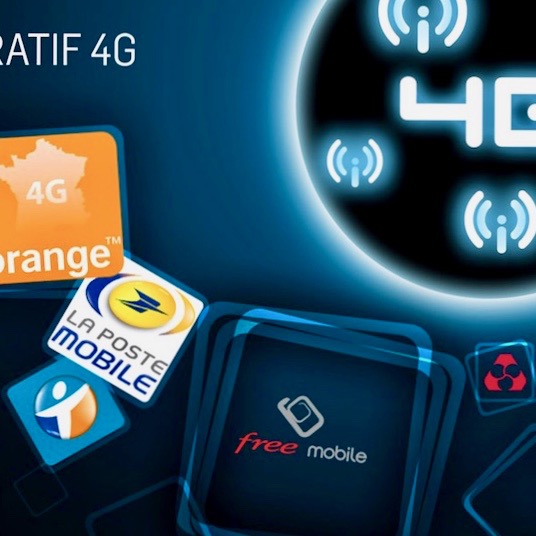 RATIF 4G
4G
4G
orange™
LA POSTE
MOBILE
free mobile